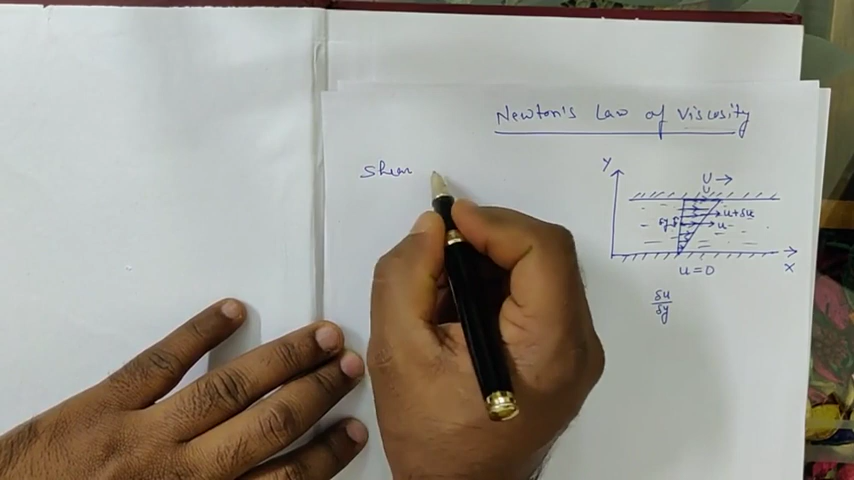 Newton's Law of Viscosity
Shear
Y
U →
U
u+δu
δy
u
X
u=0
δu
δy